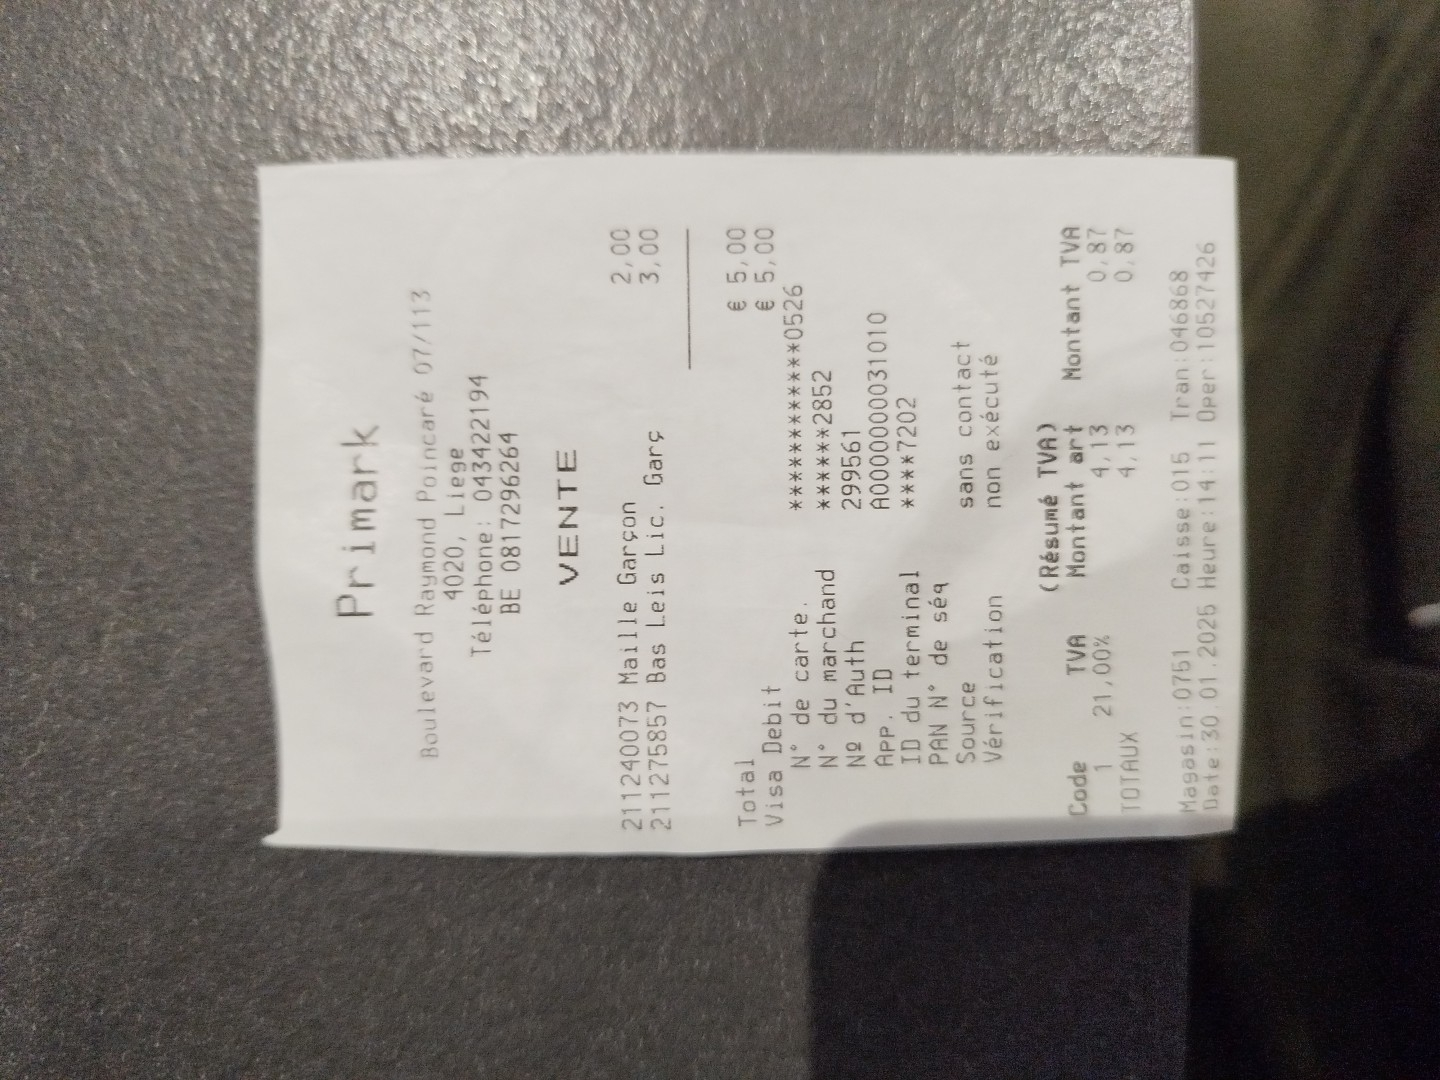 Primark
Boulevard Raymond Poincaré 07/113
4020, Liege
Téléphone: 043422194
BE 0817296264
VENTE
211240073 Maille Garçon 2,00
211275857 Bas Leis Lic. Garç 3,00
Total € 5,00
Visa Debit € 5,00
N° de carte. ************0526
N° du marchand ******2852
Nº d'Auth 299561
App. ID A0000000031010
ID du terminal ****7202
PAN N° de séq
Source sans contact
Vérification non exécuté
(Résumé TVA)
Code TVA Montant art Montant TVA
1 21,00% 4,13 0,87
TOTAUX 4,13 0,87
Magasin:0751 Caisse:015 Tran:046868
Date:30.01.2025 Heure:14:11 Oper:10527426